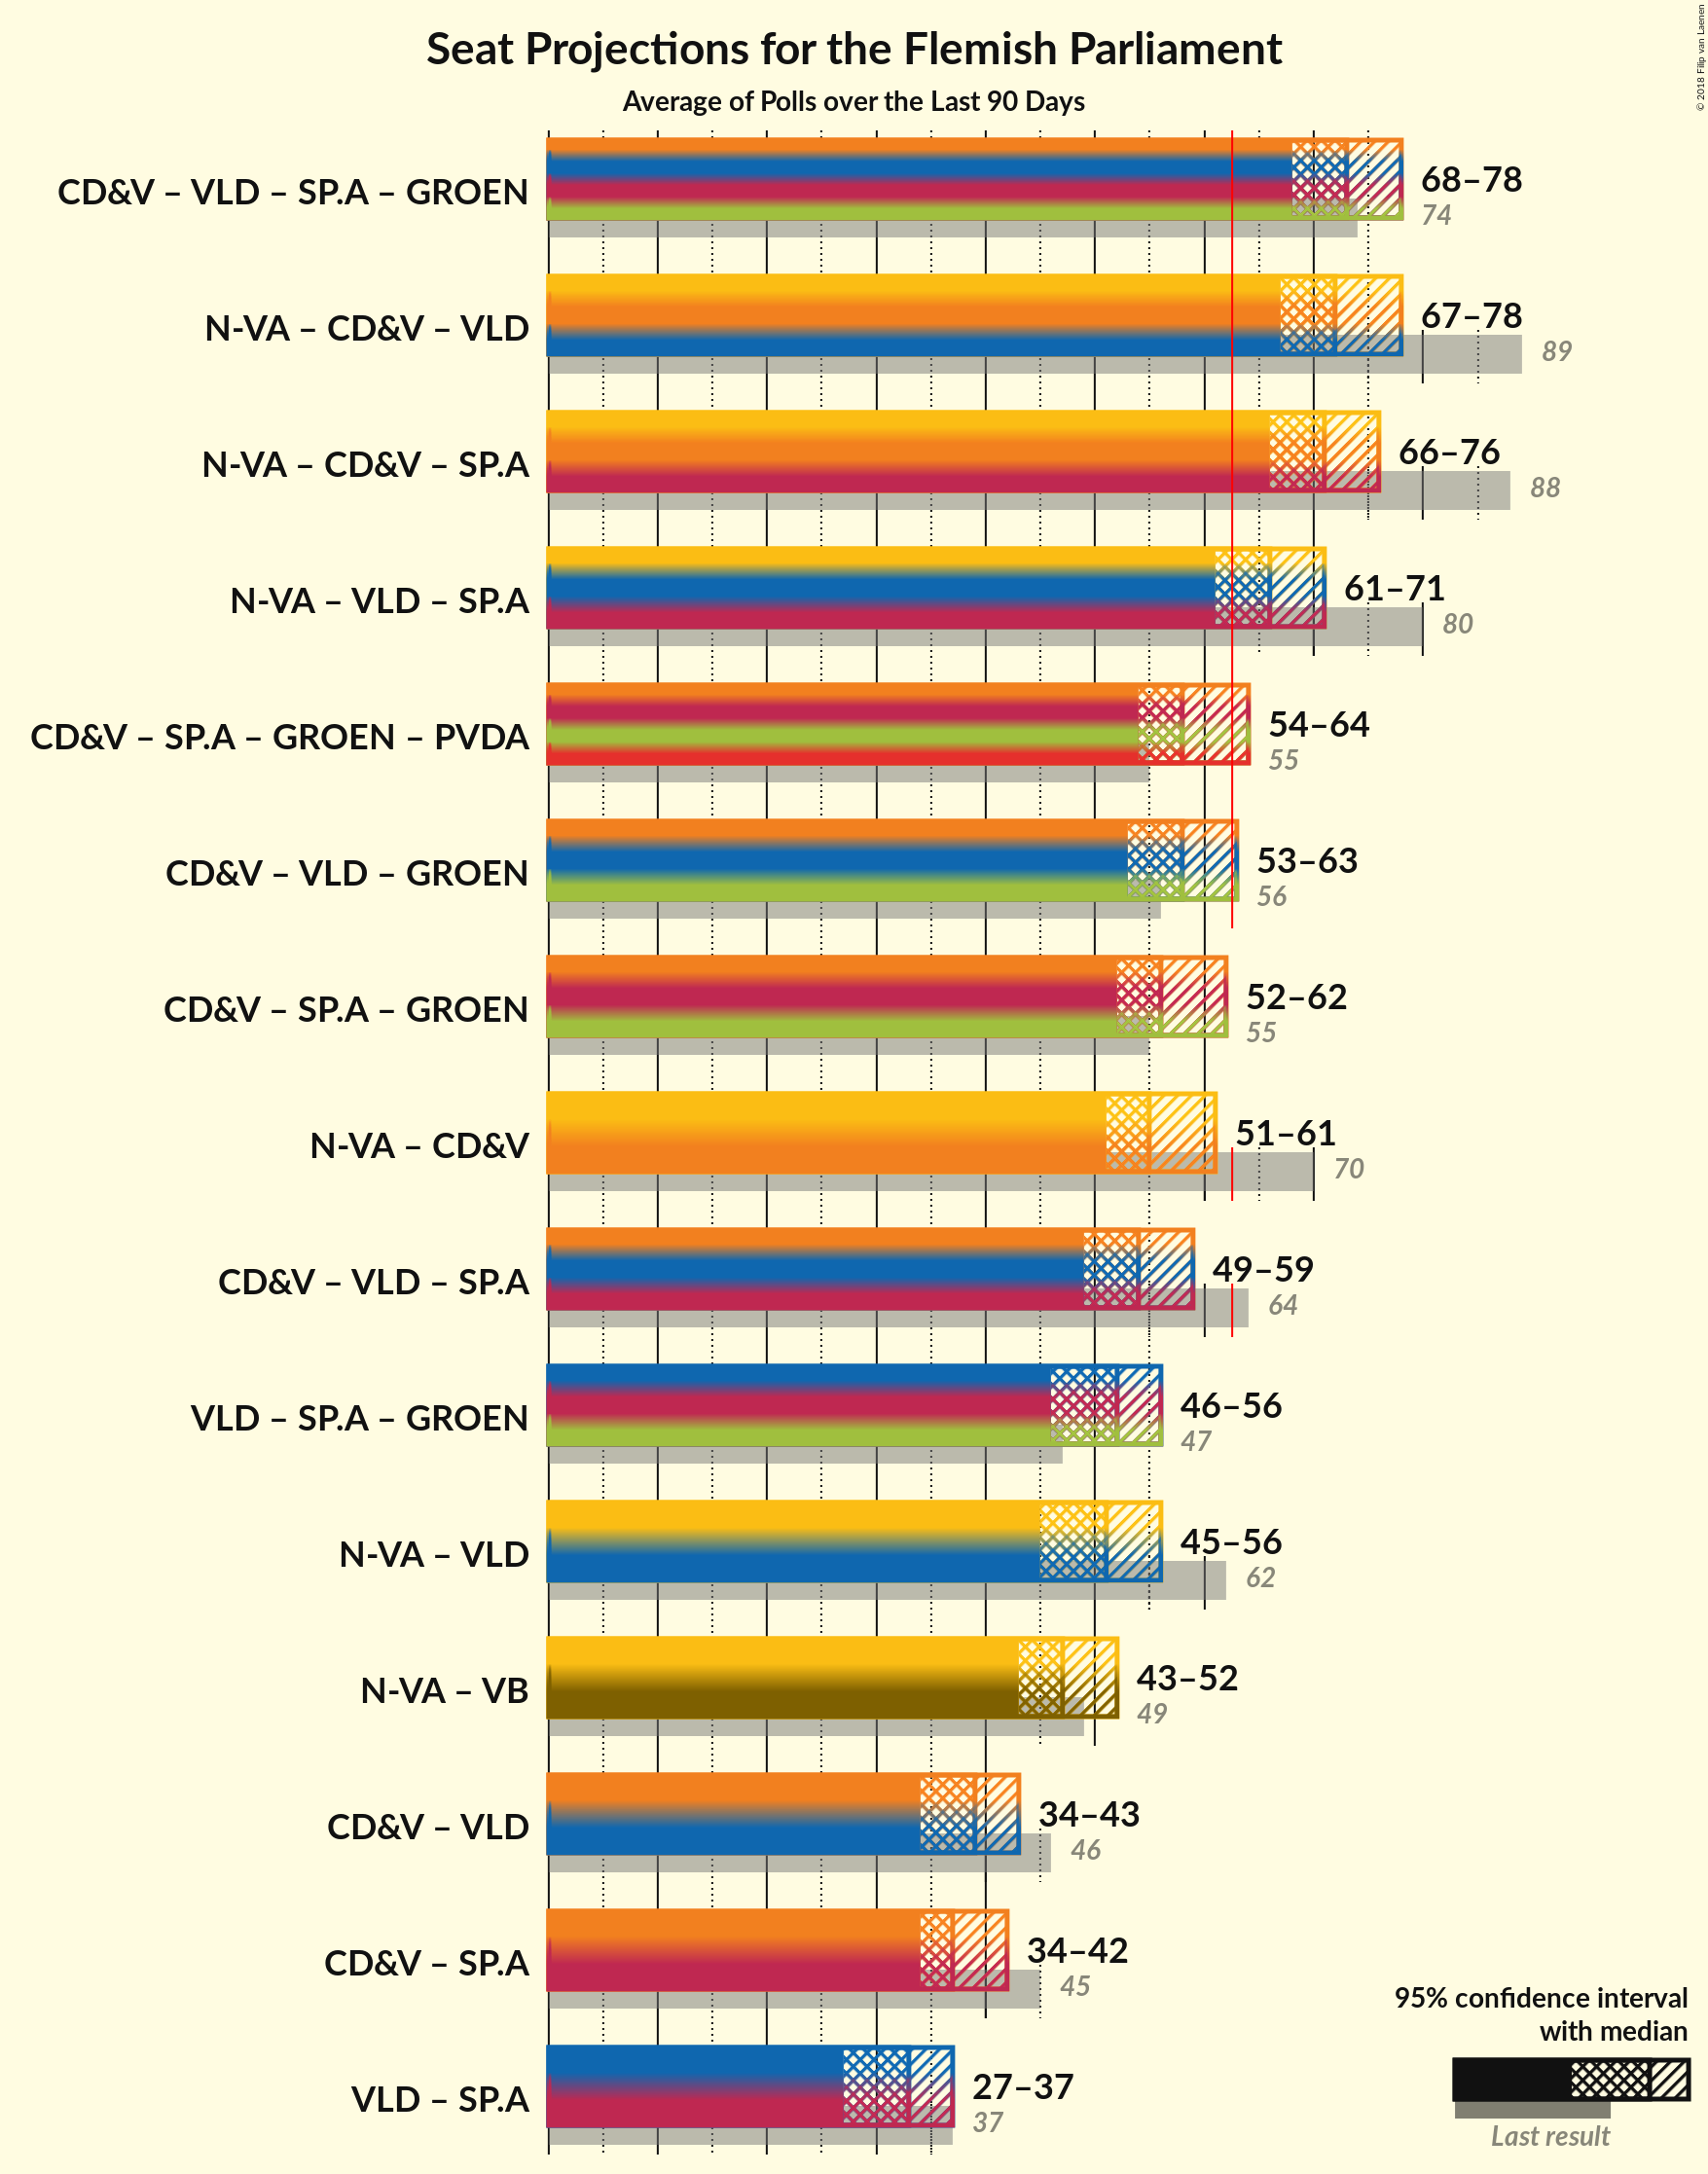 Seat Projections for the Flemish Parliament
Average of Polls over the Last 90 Days
© 2018 Filip van Laenen
CD&V – VLD – SP.A – GROEN
68–78
74
N-VA – CD&V – VLD
67–78
89
N-VA – CD&V – SP.A
66–76
88
N-VA – VLD – SP.A
61–71
80
CD&V – SP.A – GROEN – PVDA
54–64
55
CD&V – VLD – GROEN
53–63
56
CD&V – SP.A – GROEN
52–62
55
N-VA – CD&V
51–61
70
CD&V – VLD – SP.A
49–59
64
VLD – SP.A – GROEN
46–56
47
N-VA – VLD
45–56
62
N-VA – VB
43–52
49
CD&V – VLD
34–43
46
CD&V – SP.A
34–42
45
VLD – SP.A
27–37
37
95% confidence interval
with median
Last result